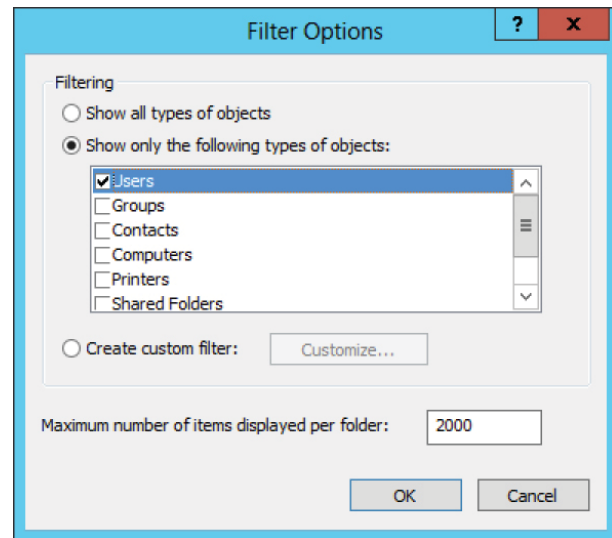 Filter Options
?
x
Filtering
Show all types of objects
Show only the following types of objects:
Users
Groups
Contacts
Computers
Printers
Shared Folders
Create custom filter:
Customize...
Maximum number of items displayed per folder:
2000
OK
Cancel